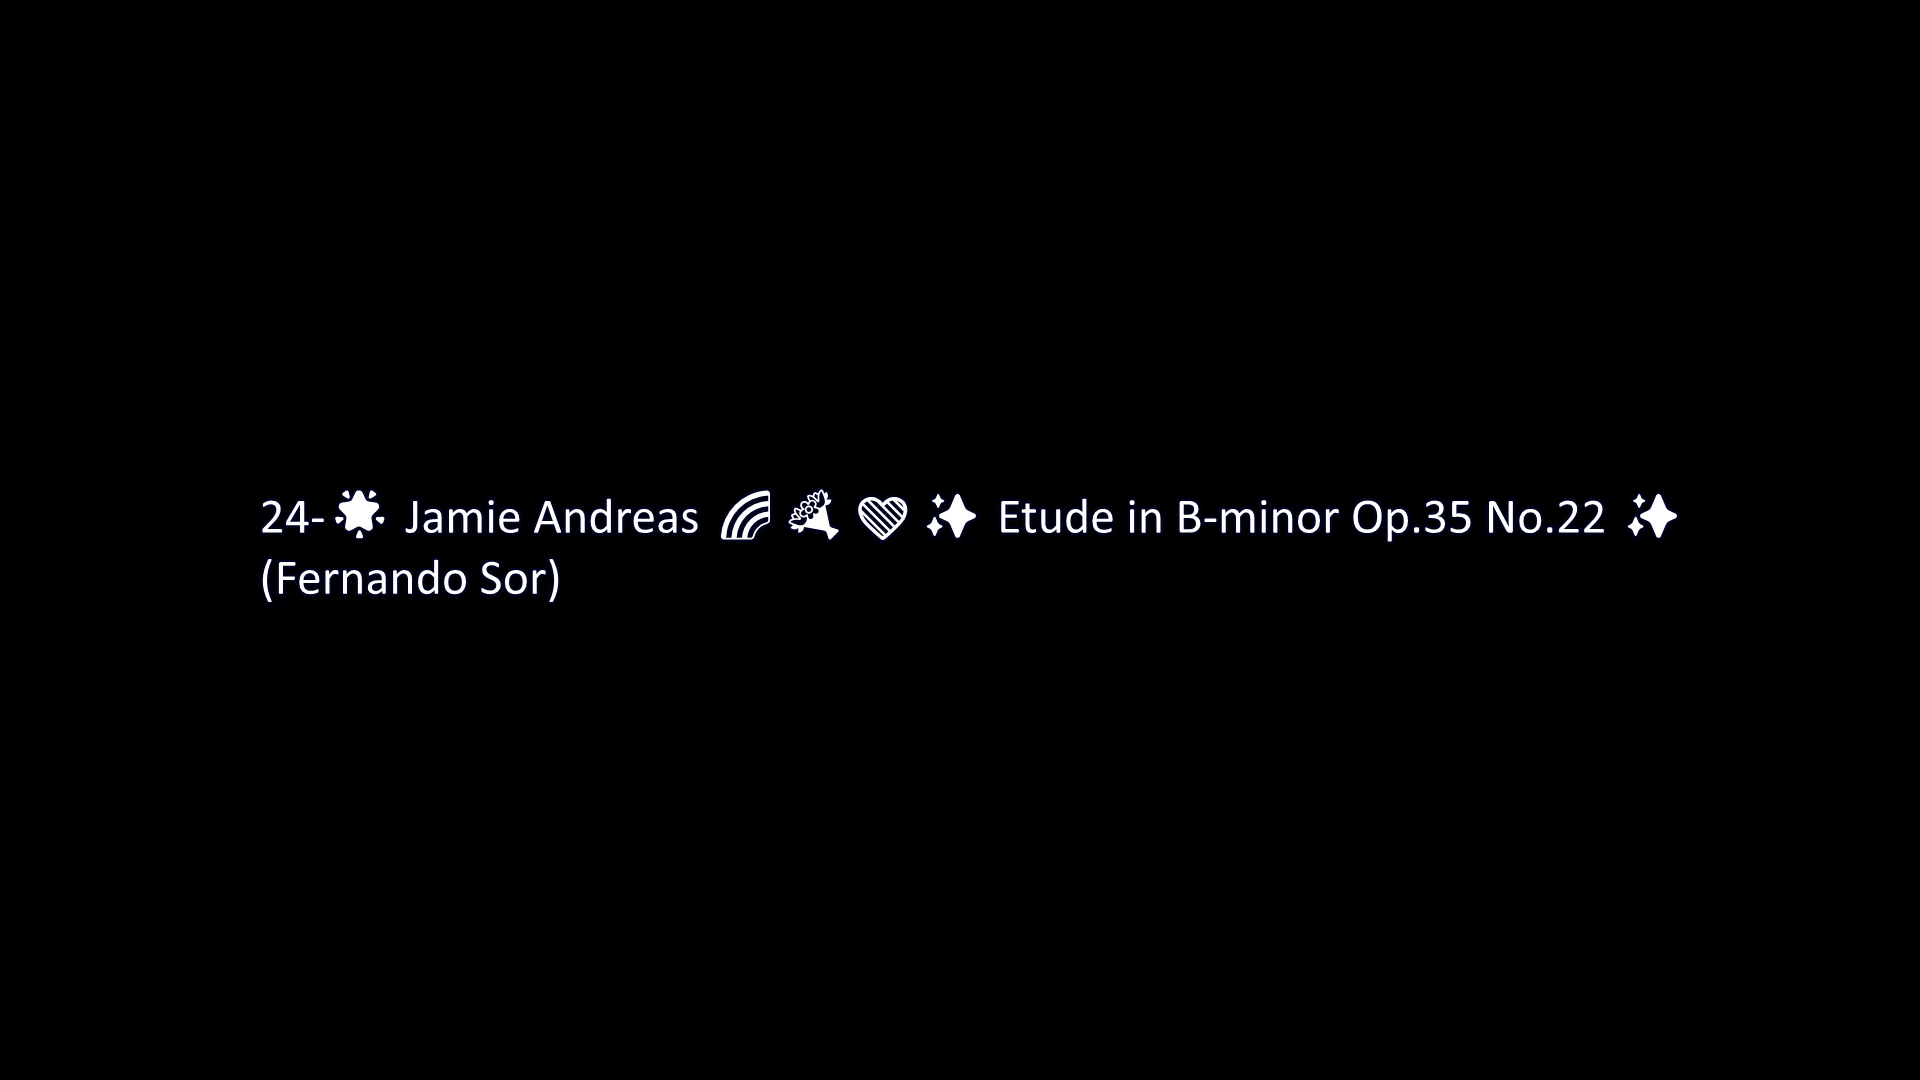 24-🌟 Jamie Andreas 🌈 💐 💜 ✨ Etude in B-minor Op.35 No.22 ✨
(Fernando Sor)